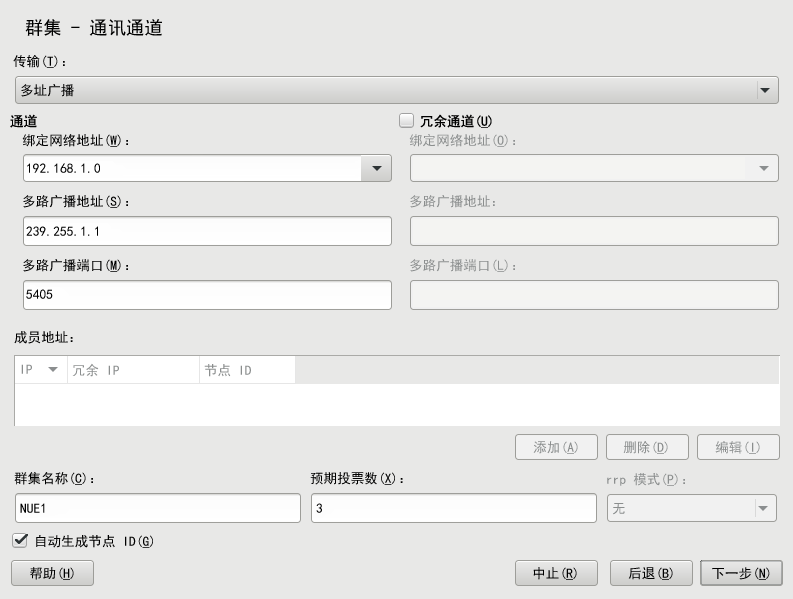 群集 - 通讯通道
传输(T)：
多址广播
通道
冗余通道(U)
绑定网络地址(W)：
绑定网络地址(O)：
192.168.1.0
多路广播地址(S)：
多路广播地址：
239.255.1.1
多路广播端口(M)：
多路广播端口(L)：
5405
成员地址：
IP 冗余 IP 节点 ID
添加(A) 删除(D) 编辑(I)
群集名称(C)：
预期投票数(X)：
rrp 模式(P)：
NUE1
3
无
自动生成节点 ID(G)
帮助(H) 中止(R) 后退(B) 下一步(N)